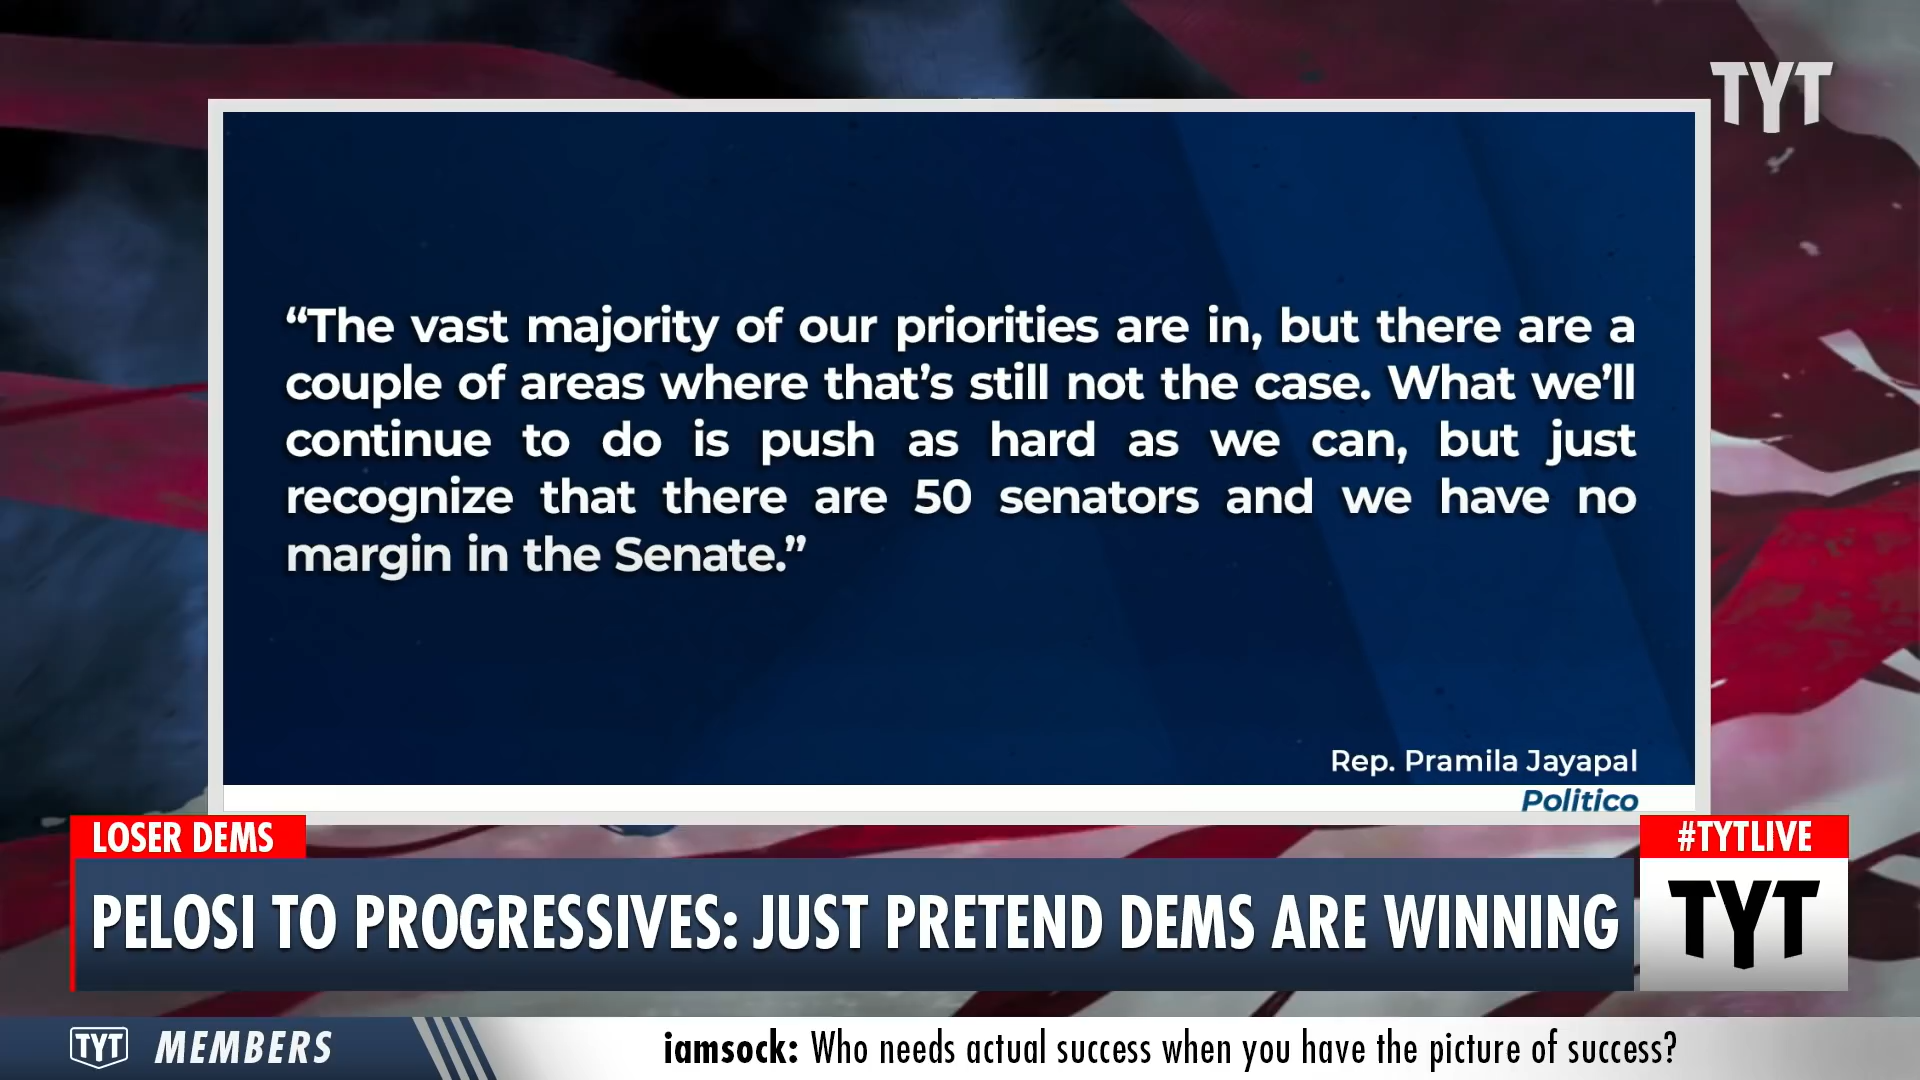 TYT
“The vast majority of our priorities are in, but there are a
couple of areas where that’s still not the case. What we’ll
continue to do is push as hard as we can, but just
recognize that there are 50 senators and we have no
margin in the Senate.”
Rep. Pramila Jayapal
Politico
LOSER DEMS
#TYTLIVE
PELOSI TO PROGRESSIVES: JUST PRETEND DEMS ARE WINNING
TYT
TYT MEMBERS
iamsock: Who needs actual success when you have the picture of success?